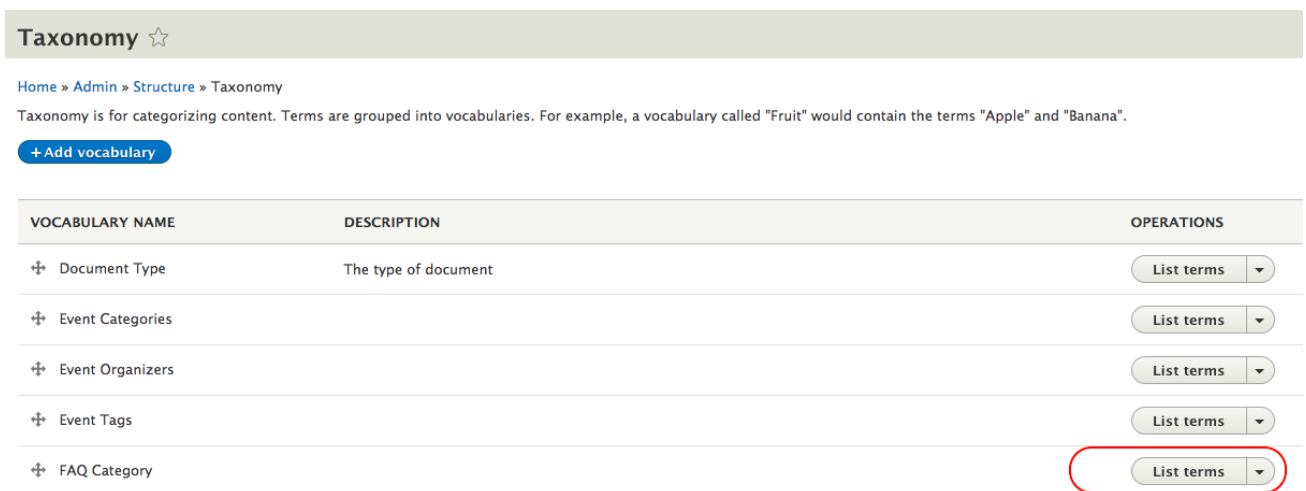 Taxonomy
Home » Admin » Structure » Taxonomy
Taxonomy is for categorizing content. Terms are grouped into vocabularies. For example, a vocabulary called "Fruit" would contain the terms "Apple" and "Banana".
+ Add vocabulary
VOCABULARY NAME DESCRIPTION OPERATIONS
Document Type The type of document List terms
Event Categories List terms
Event Organizers List terms
Event Tags List terms
FAQ Category List terms